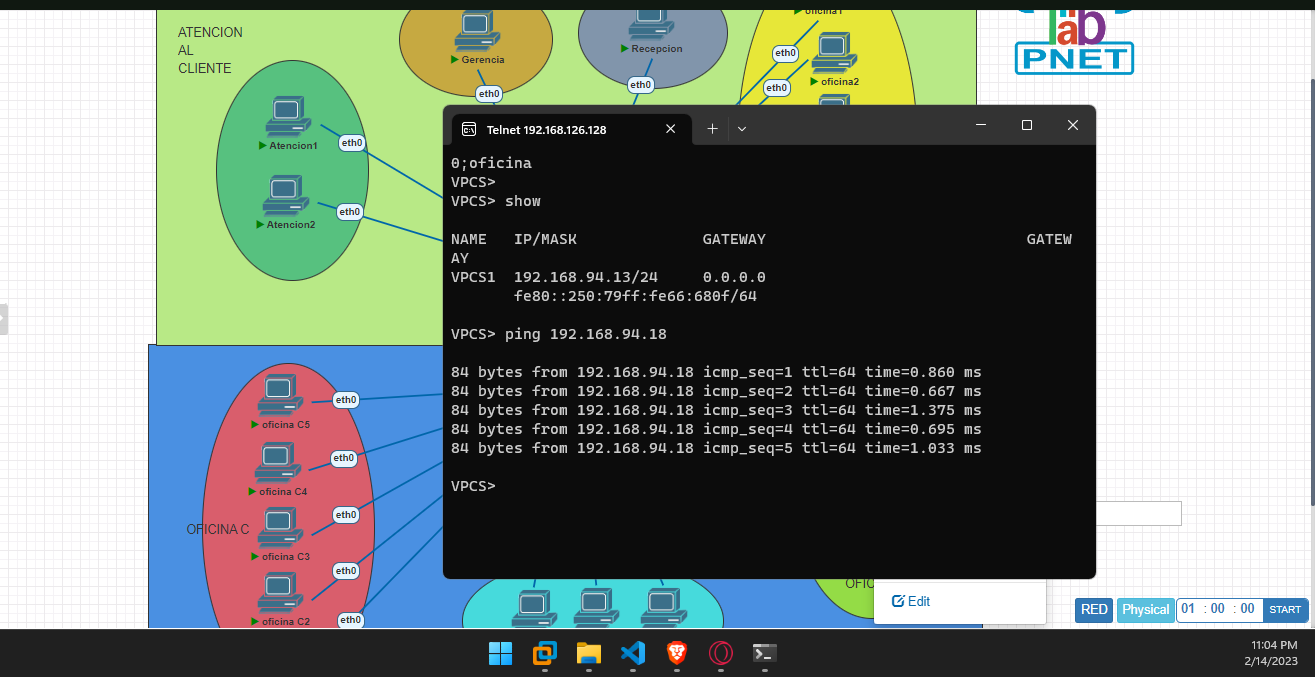 ATENCION
AL
CLIENTE
Gerencia
eth0
Recepcion
eth0
oficina1
eth0
oficina2
eth0
lab
PNET
Atencion1
eth0
Atencion2
eth0
Telnet 192.168.126.128
0;oficina
VPCS>
VPCS> show
NAME   IP/MASK              GATEWAY                             GATEW
AY
VPCS1  192.168.94.13/24     0.0.0.0
fe80::250:79ff:fe66:680f/64
VPCS> ping 192.168.94.18
84 bytes from 192.168.94.18 icmp_seq=1 ttl=64 time=0.860 ms
84 bytes from 192.168.94.18 icmp_seq=2 ttl=64 time=0.667 ms
84 bytes from 192.168.94.18 icmp_seq=3 ttl=64 time=1.375 ms
84 bytes from 192.168.94.18 icmp_seq=4 ttl=64 time=0.695 ms
84 bytes from 192.168.94.18 icmp_seq=5 ttl=64 time=1.033 ms
VPCS>
oficina C5
eth0
oficina C4
eth0
OFICINA C
oficina C3
eth0
oficina C2
eth0
eth0
OFIC
Edit
RED
Physical
01 : 00 : 00
START
11:04 PM
2/14/2023